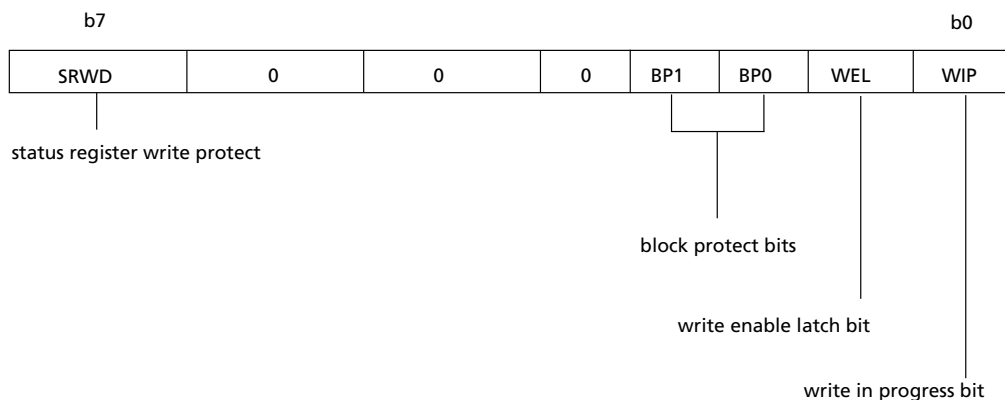 b7 b0
SRWD 0 0 0 BP1 BP0 WEL WIP
status register write protect
block protect bits
write enable latch bit
write in progress bit